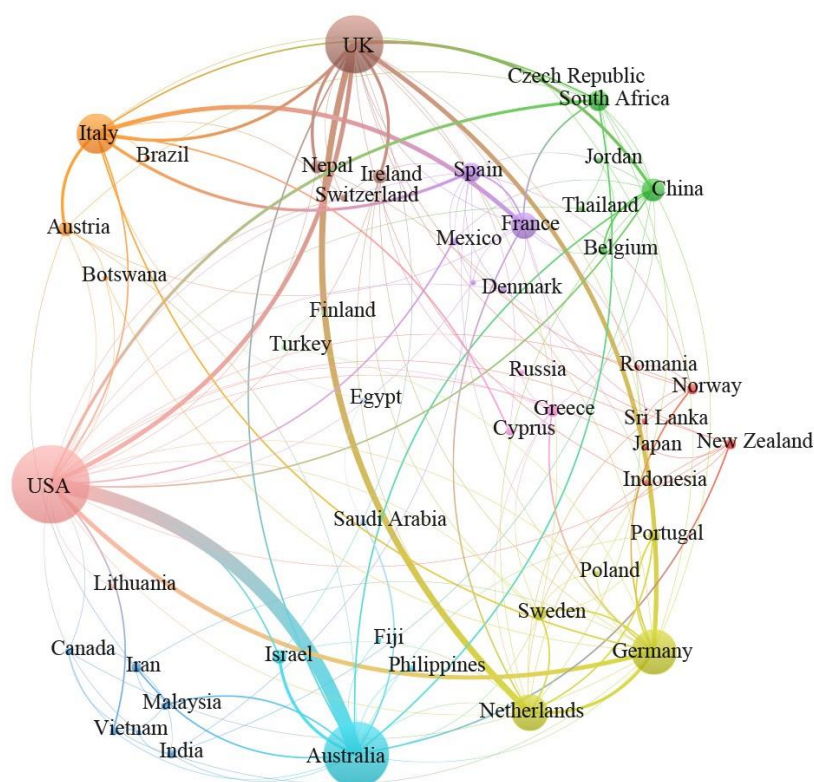 UK
Czech Republic
South Africa
Italy
Brazil
Nepal
Ireland
Spain
Jordan
Switzerland
China
Thailand
Austria
France
Mexico
Belgium
Botswana
Denmark
Finland
Turkey
Russia
Romania
Norway
Egypt
Greece
Cyprus
Sri Lanka
Japan
New Zealand
USA
Indonesia
Saudi Arabia
Portugal
Lithuania
Poland
Sweden
Canada
Iran
Israel
Fiji
Philippines
Germany
Malaysia
Netherlands
Vietnam
India
Australia